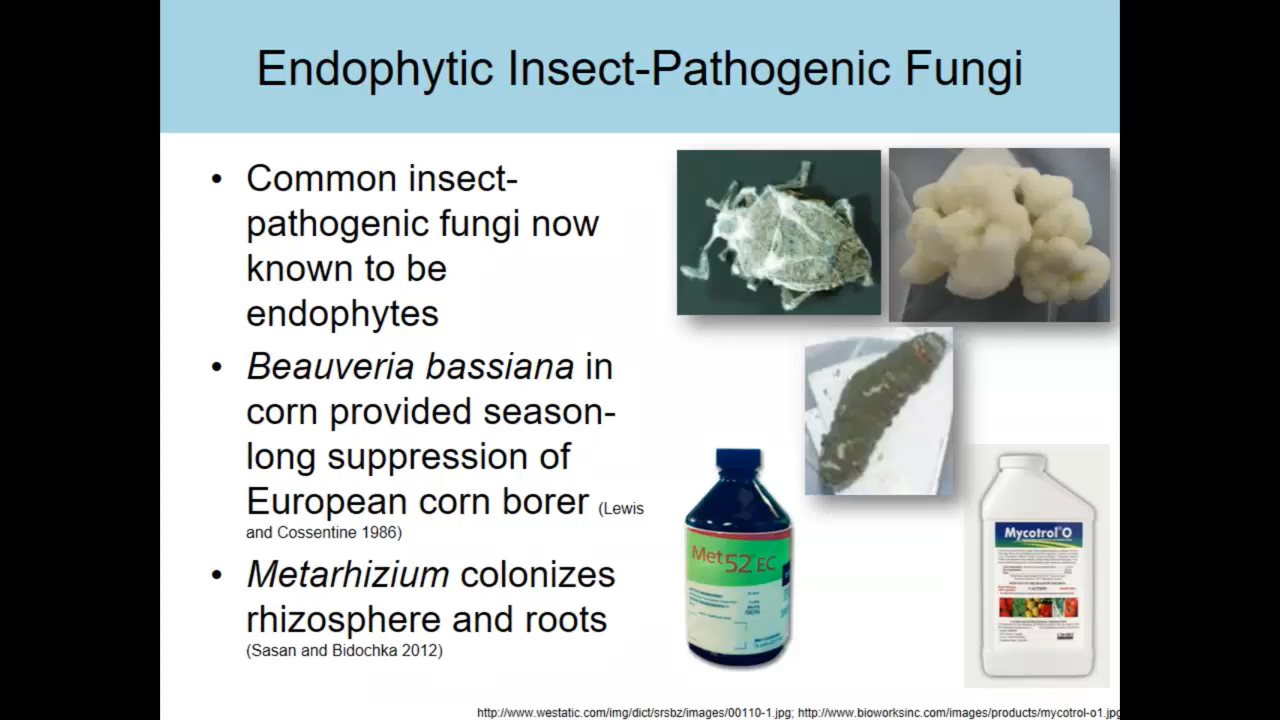 Endophytic Insect-Pathogenic Fungi
• Common insect-
pathogenic fungi now
known to be
endophytes
• Beauveria bassiana in
corn provided season-
long suppression of
European corn borer (Lewis
and Cossentine 1986)
• Metarhizium colonizes
rhizosphere and roots
(Sasan and Bidochka 2012)
Met52 EC
Mycotrol O
http://www.westatic.com/img/dict/srsbz/images/00110-1.jpg; http://www.bioworksinc.com/images/products/mycotrol-o1.jpg